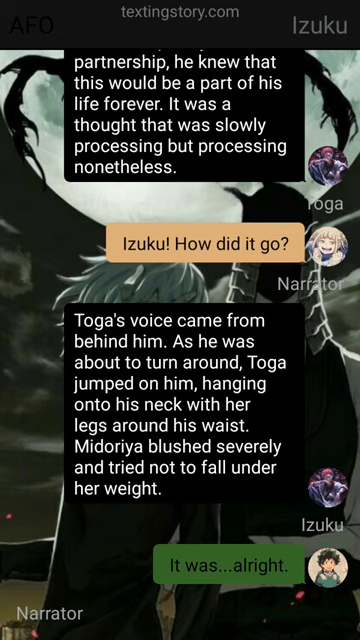 textingstory.com
AFO
Izuku
partnership, he knew that
this would be a part of his
life forever. It was a
thought that was slowly
processing but processing
nonetheless.
Toga
Izuku! How did it go?
Narrator
Toga's voice came from
behind him. As he was
about to turn around, Toga
jumped on him, hanging
onto his neck with her
legs around his waist.
Midoriya blushed severely
and tried not to fall under
her weight.
Izuku
It was...alright.
Narrator